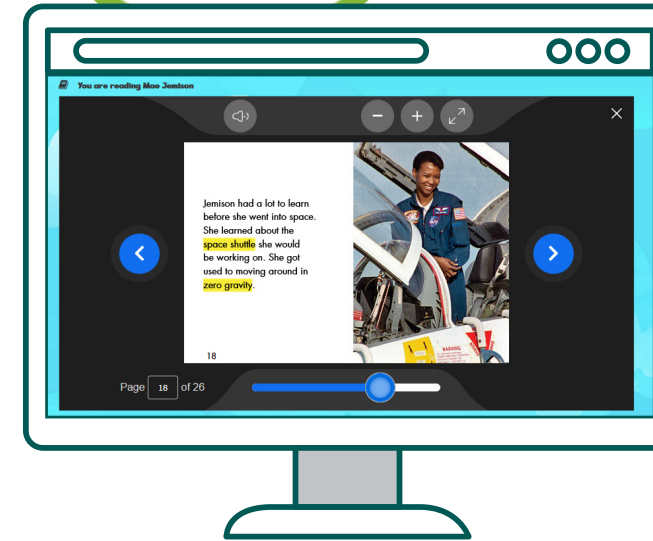 You are reading Mae Jemison
Jemison had a lot to learn
before she went into space.
She learned about the
space shuttle she would
be working on. She got
used to moving around in
zero gravity.
18
WARNING
Page 18 of 26